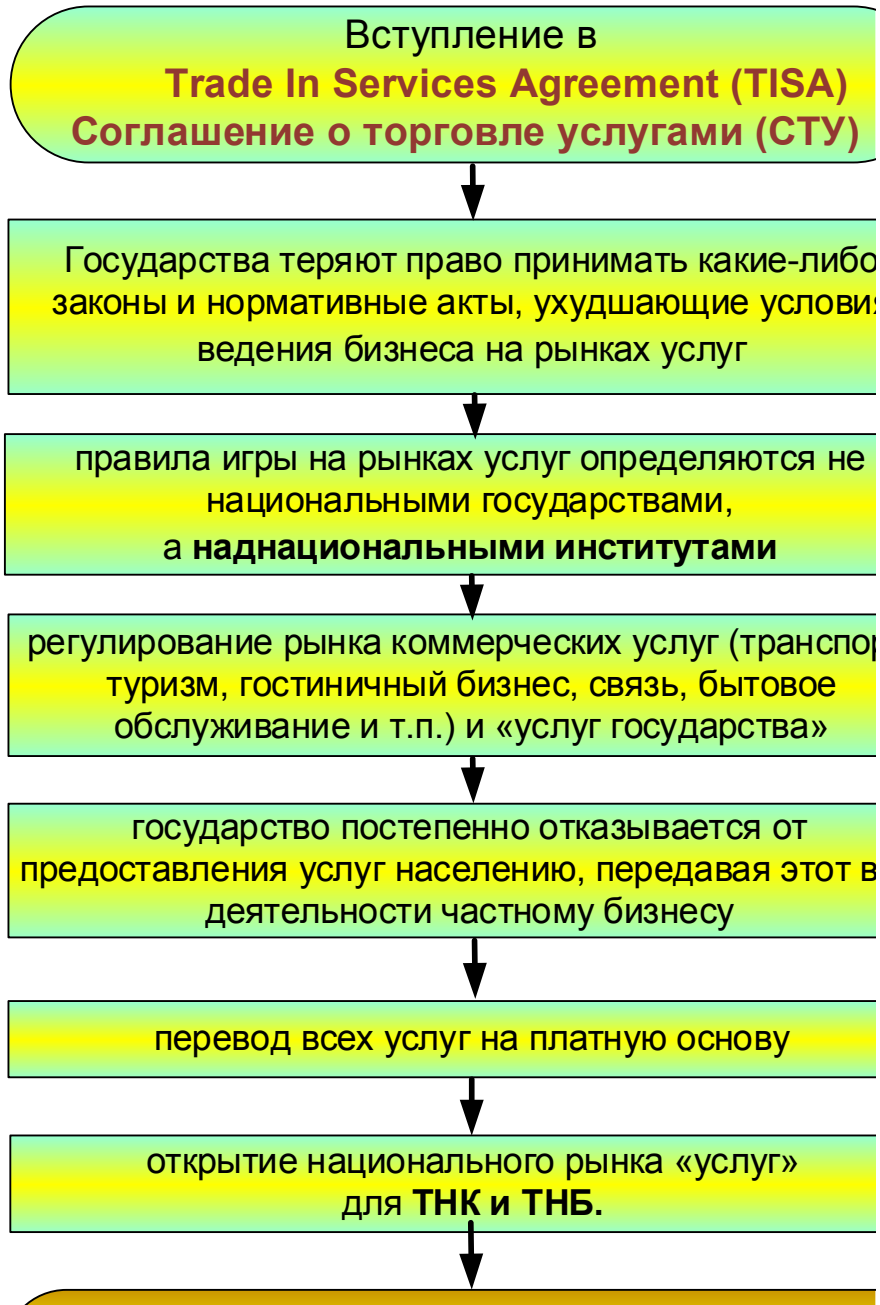 Вступление в
Trade In Services Agreement (TISA)
Соглашение о торговле услугами (СТУ)
Государства теряют право принимать какие-либо
законы и нормативные акты, ухудшающие условия
ведения бизнеса на рынках услуг
правила игры на рынках услуг определяются не
национальными государствами,
а наднациональными институтами
регулирование рынка коммерческих услуг (транспор
туризм, гостиничный бизнес, связь, бытовое
обслуживание и т.п.) и «услуг государства»
государство постепенно отказывается от
предоставления услуг населению, передавая этот в
деятельности частному бизнесу
перевод всех услуг на платную основу
открытие национального рынка «услуг»
для ТНК и ТНБ.